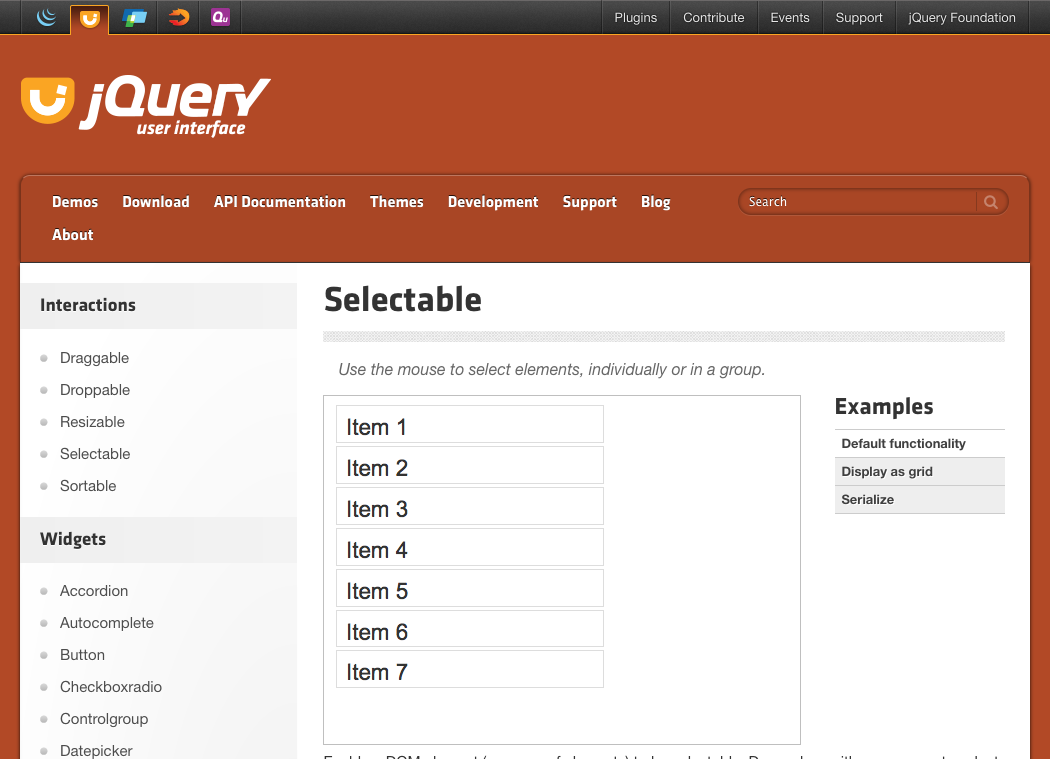 Plugins
Contribute
Events
Support
jQuery Foundation
Qu
jQuery
user interface
Demos
Download
API Documentation
Themes
Development
Support
Blog
Search
About
Interactions
Draggable
Droppable
Resizable
Selectable
Sortable
Widgets
Accordion
Autocomplete
Button
Checkboxradio
Controlgroup
Datepicker
Selectable
Use the mouse to select elements, individually or in a group.
Item 1
Item 2
Item 3
Item 4
Item 5
Item 6
Item 7
Examples
Default functionality
Display as grid
Serialize